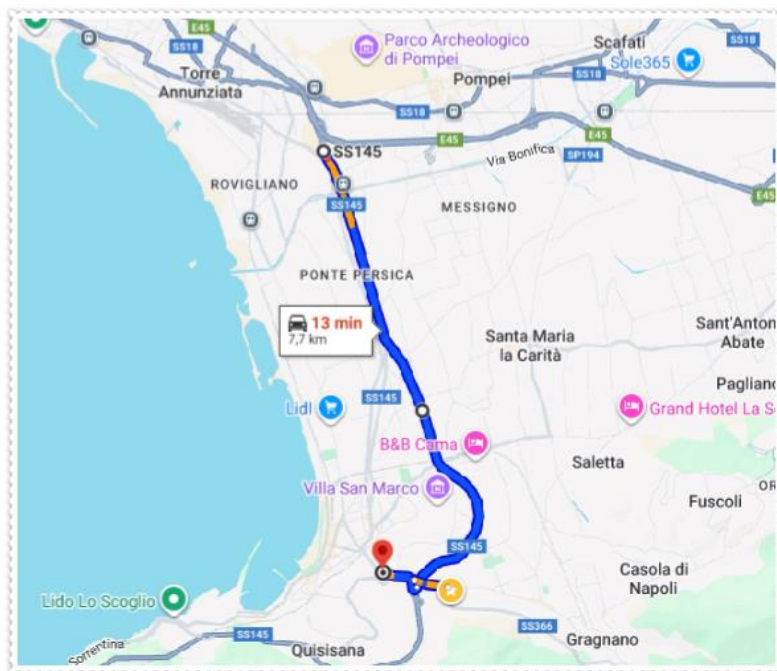 E45
SS18
Parco Archeologico
di Pompei
Scafati
SS18
Sole365
Torre
Annunziata
Pompei
SS18
SS18
E45
E45
SS145
Via Bonifica
SP194
E45
ROVIGLIANO
SS145
MESSIGNO
PONTE PERSICA
13 min
7,7 km
Santa Maria
la Carità
Sant'Anton
Abate
Pagliano
SS145
Lidl
Grand Hotel La S
B&B Cama
Saletta
Villa San Marco
OR
Fuscoli
SS145
Casola di
Napoli
Lido Lo Scoglio
SS366
SS145
Gragnano
Sorrentina
Quisisana